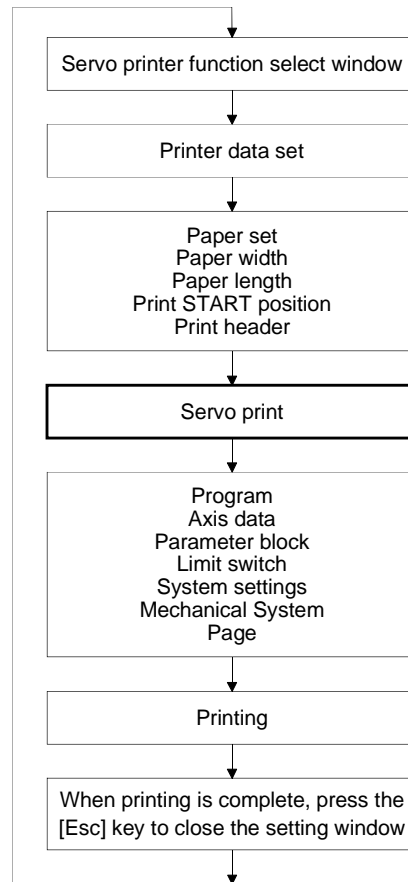 Servo printer function select window
Printer data set
Paper set
Paper width
Paper length
Print START position
Print header
Servo print
Program
Axis data
Parameter block
Limit switch
System settings
Mechanical System
Page
Printing
When printing is complete, press the
[Esc] key to close the setting window